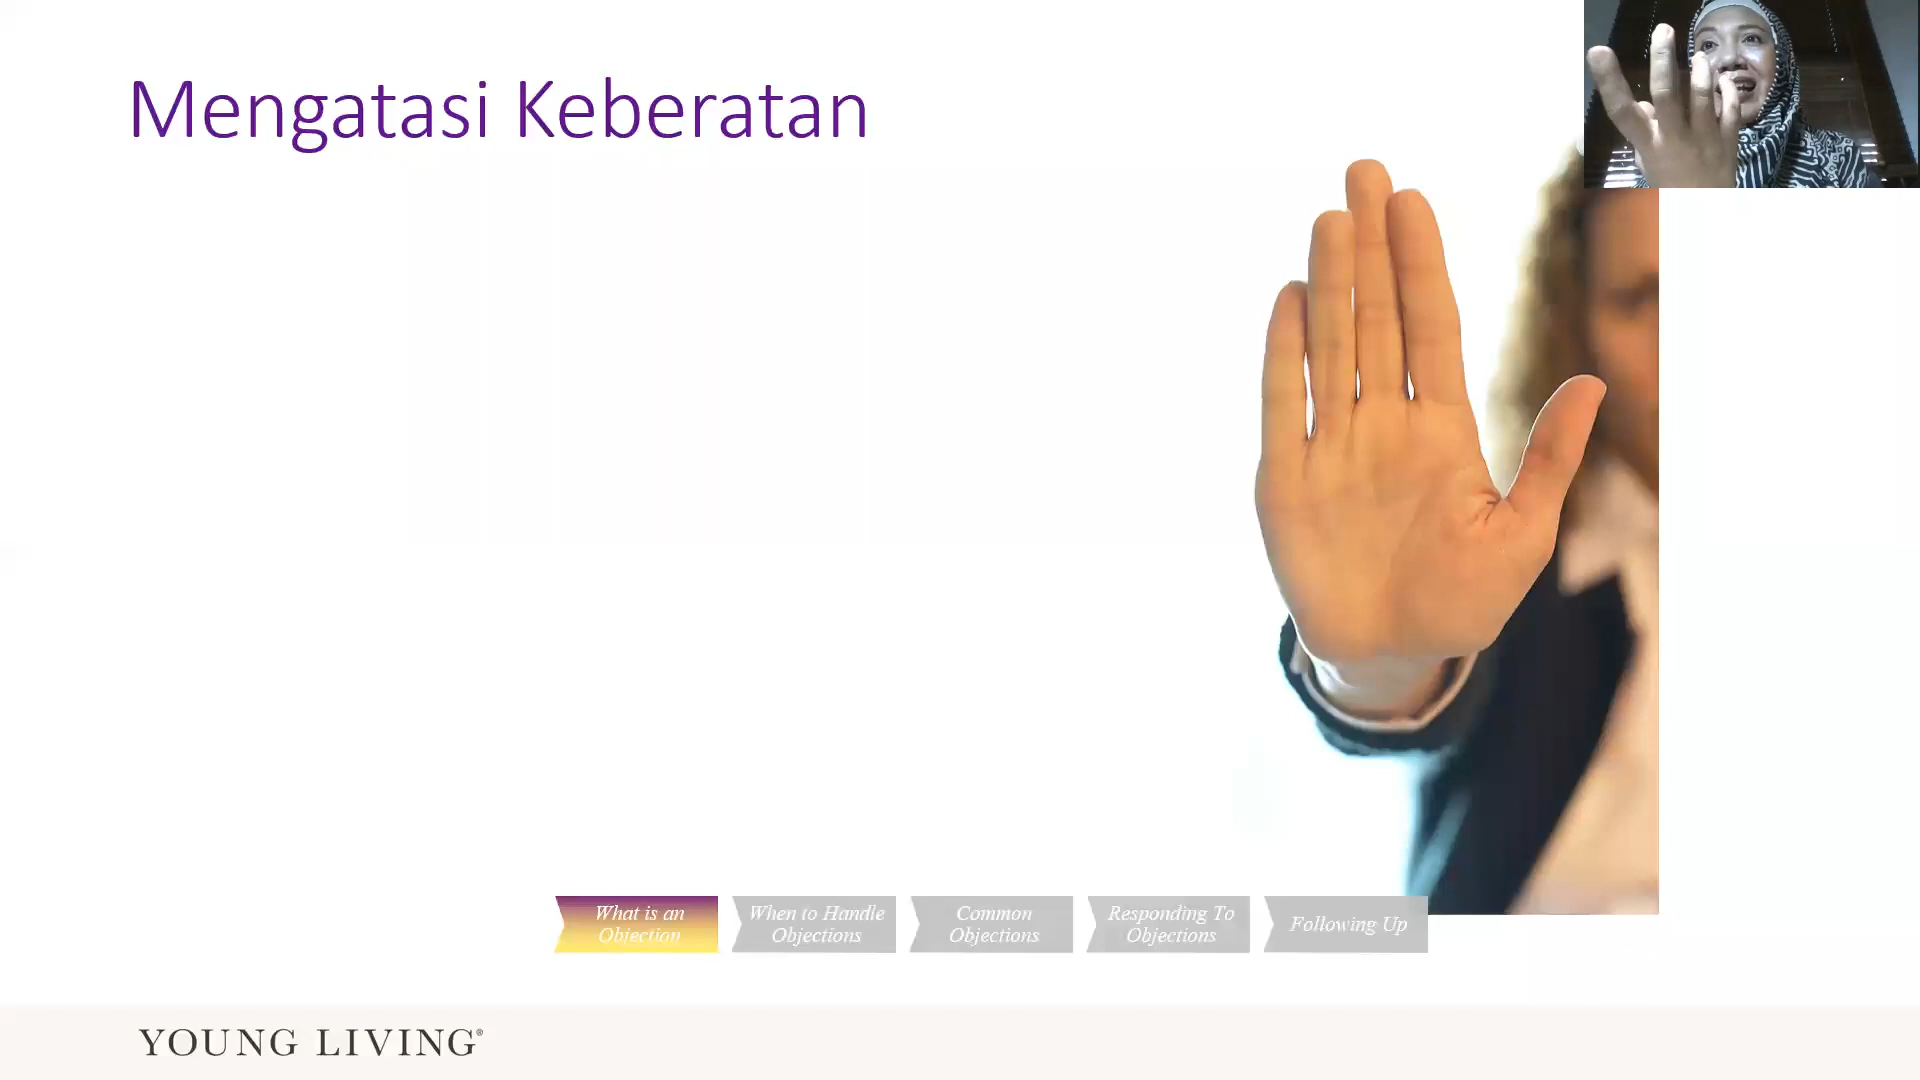 Mengatasi Keberatan
What is an
Objection
When to Handle
Objections
Common
Objections
Responding To
Objections
Following Up
YOUNG LIVING®